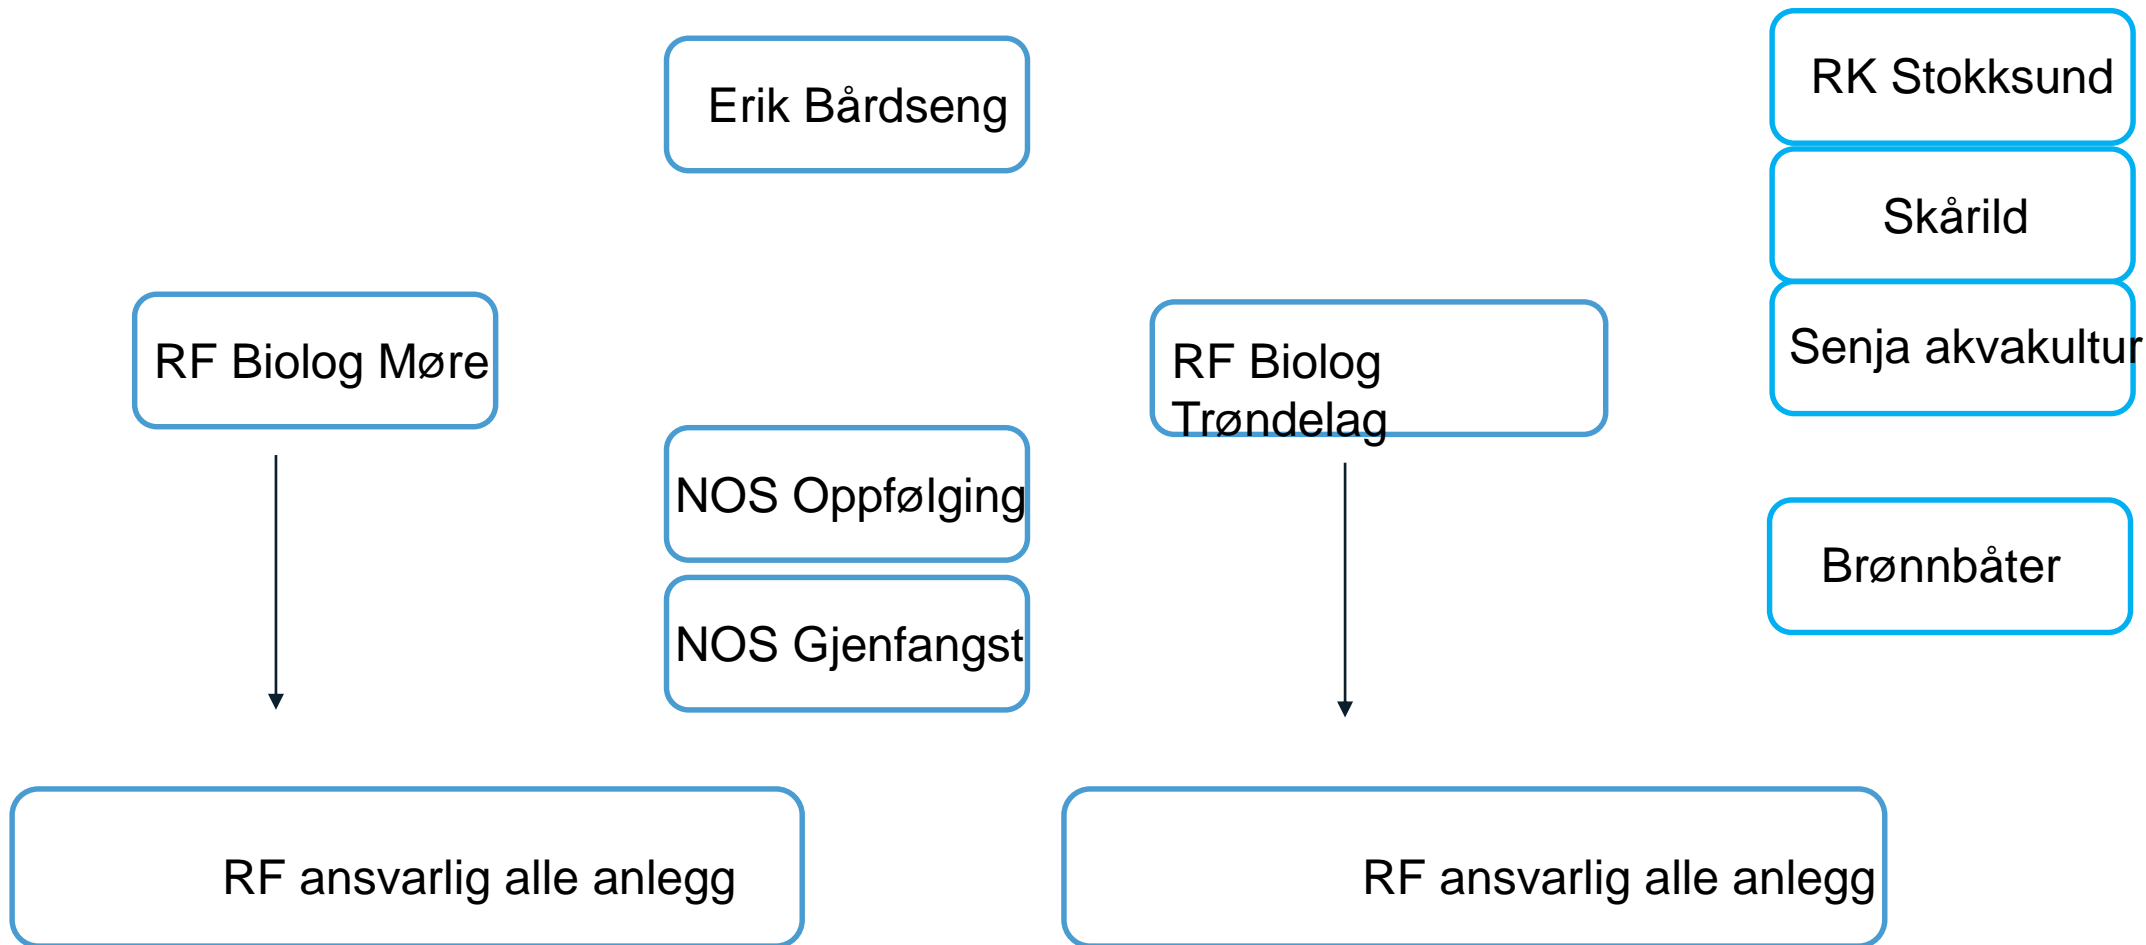 Erik Bårdseng
RK Stokksund
Skårild
Senja akvakultur
RF Biolog Møre
RF Biolog
Trøndelag
NOS Oppfølging
NOS Gjenfangst
Brønnbåter
RF ansvarlig alle anlegg
RF ansvarlig alle anlegg